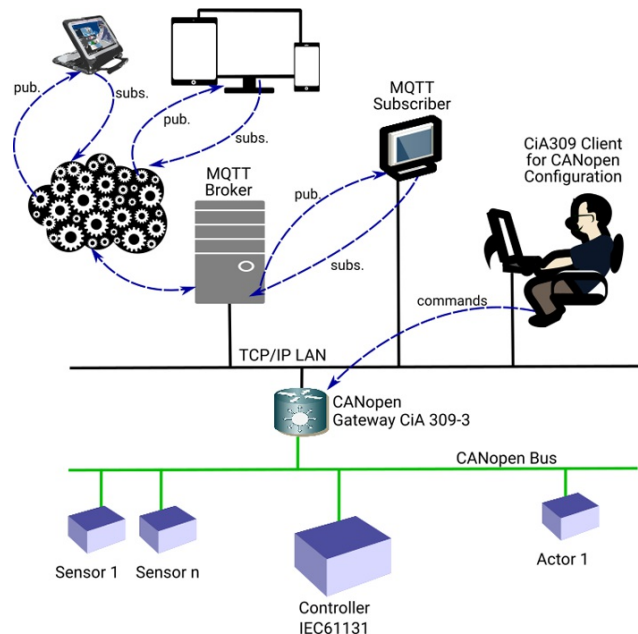 pub.
subs.
pub.
subs.
MQTT
Subscriber
MQTT
Broker
CiA309 Client
for CANopen
Configuration
pub.
subs.
commands
TCP/IP LAN
CANopen
Gateway CiA 309-3
CANopen Bus
Sensor 1
Sensor n
Actor 1
Controller
IEC61131